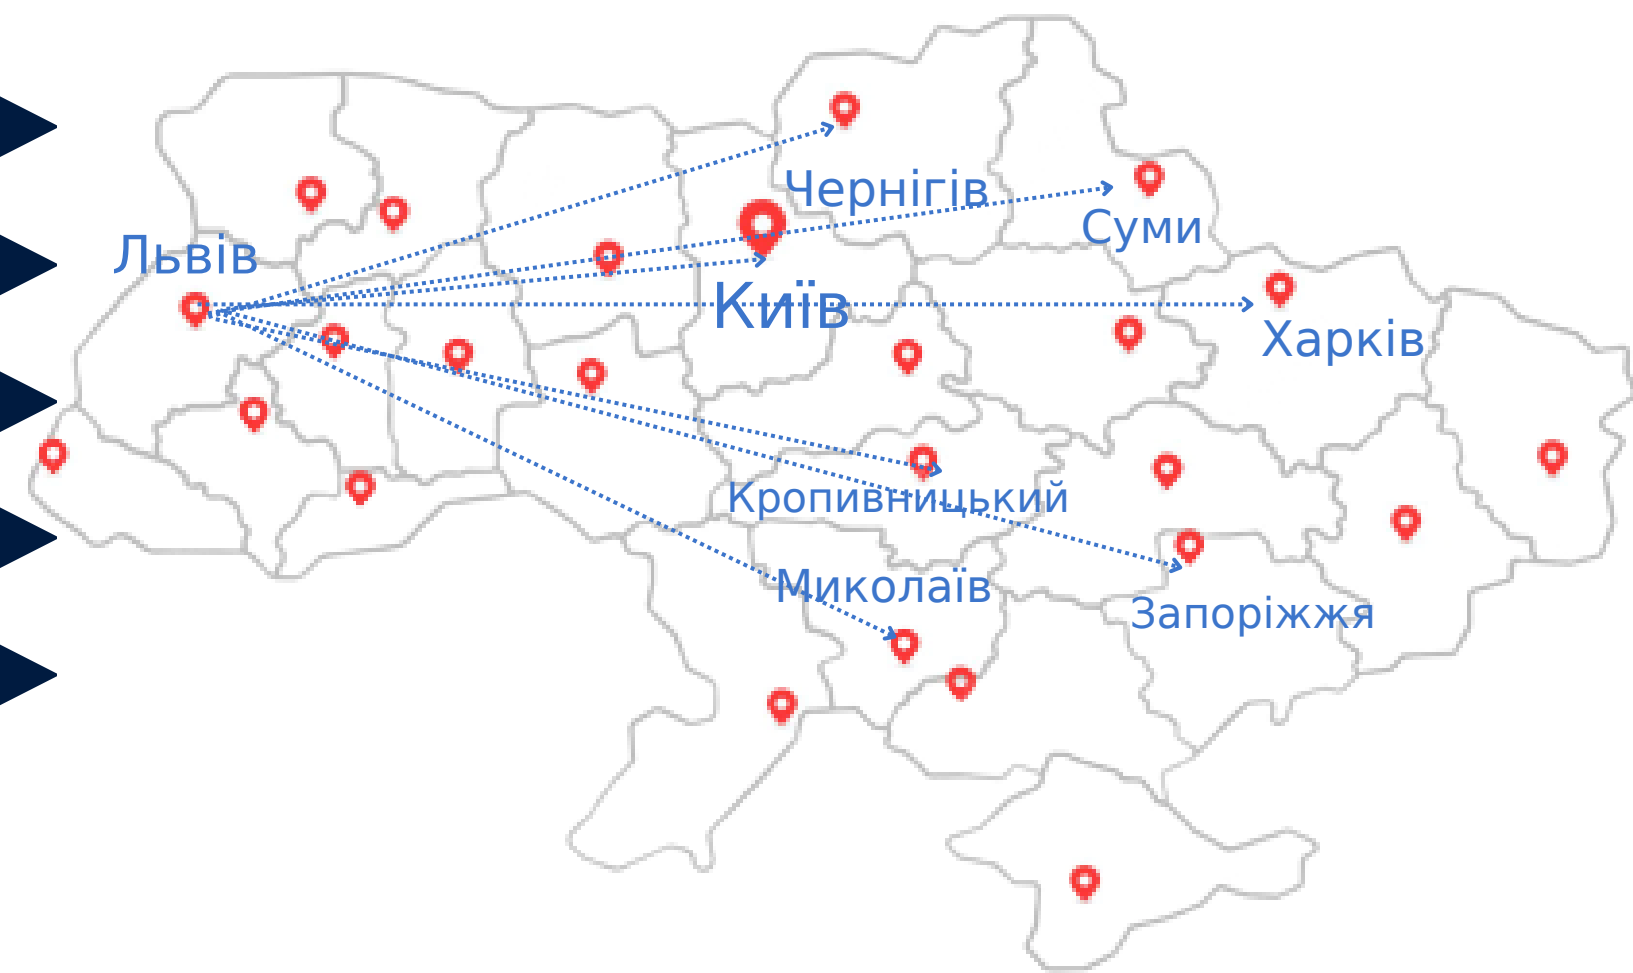 Чернігів
Суми
Львів
Київ
Харків
Кропивницький
Миколаїв
Запоріжжя